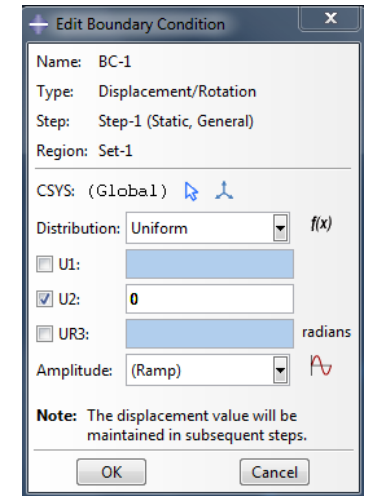 Edit Boundary Condition
x
Name: BC-1
Type: Displacement/Rotation
Step: Step-1 (Static, General)
Region: Set-1
CSYS: (Global)
Distribution: Uniform f(x)
U1:
U2: 0
UR3: radians
Amplitude: (Ramp)
Note: The displacement value will be
maintained in subsequent steps.
OK Cancel